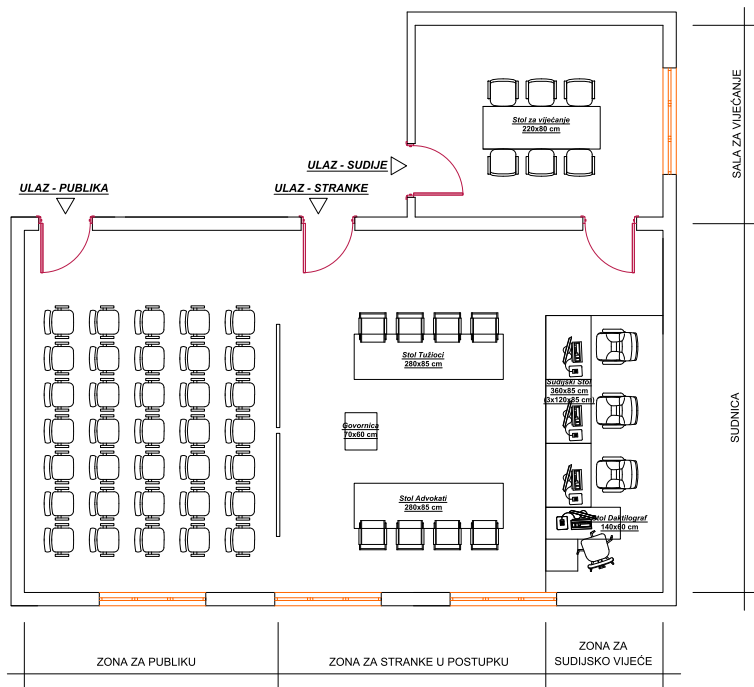 Stol za vijećanje
220x80 cm
SALA ZA VIJEĆANJE
ULAZ - SUDIJE
ULAZ - PUBLIKA
ULAZ - STRANKE
Stol Tužioci
280x85 cm
Sudijski Stol
360x85 cm
(3x120x85 cm)
Govornica
70x60 cm
SUDNICA
Stol Advokati
280x85 cm
Stol Daktilograf
140x60 cm
ZONA ZA PUBLIKU
ZONA ZA STRANKE U POSTUPKU
ZONA ZA
SUDIJSKO VIJEĆE